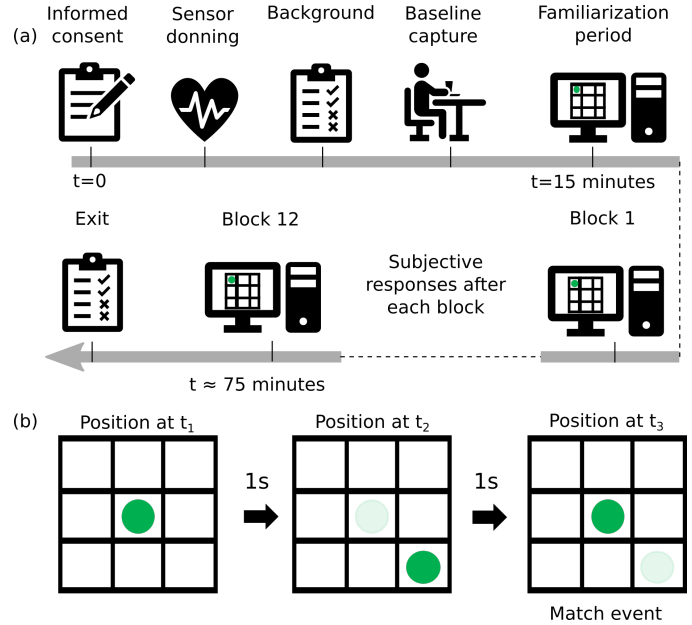 (a)
Informed
consent
Sensor
donning
Background
Baseline
capture
Familiarization
period
t=0
t=15 minutes
Exit
Block 12
Subjective
responses after
each block
Block 1
t ≈ 75 minutes
(b)
Position at t₁
Position at t₂
Position at t₃
1s
1s
Match event